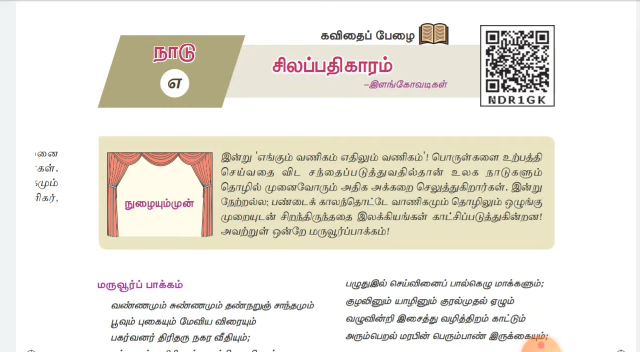 கவிதைப் பேழை
நாடு
எ
சிலப்பதிகாரம்
–இளங்கோவடிகள்
NDR1GK
நுழையும்முன்
இன்று 'எங்கும் வணிகம் எதிலும் வணிகம்'! பொருள்களை உற்பத்தி
செய்வதை விட சந்தைப்படுத்துவதில்தான் உலக நாடுகளும்
தொழில் முனைவோரும் அதிக அக்கறை செலுத்துகிறார்கள். இன்று
நேற்றல்ல; பண்டைக் காலந்தொட்டே வாணிகமும் தொழிலும் ஒழுங்கு
முறையுடன் சிறந்திருந்ததை இலக்கியங்கள் காட்சிப்படுத்துகின்றன!
அவற்றுள் ஒன்றே மருவூர்ப்பாக்கம்!
மருவூர்ப் பாக்கம்
வண்ணமும் சுண்ணமும் தண்நறுஞ் சாந்தமும்
பூவும் புகையும் மேவிய விரையும்
பகர்வனர் திரிதரு நகர வீதியும்;
பழுதுஇல் செய்வினைப் பால்கெழு மாக்களும்;
குழலினும் யாழினும் குரல்முதல் ஏழும்
வழுவின்றி இசைத்து வழித்திறம் காட்டும்
அரும்பெறல் மரபின் பெரும்பாண் இருக்கையும்;